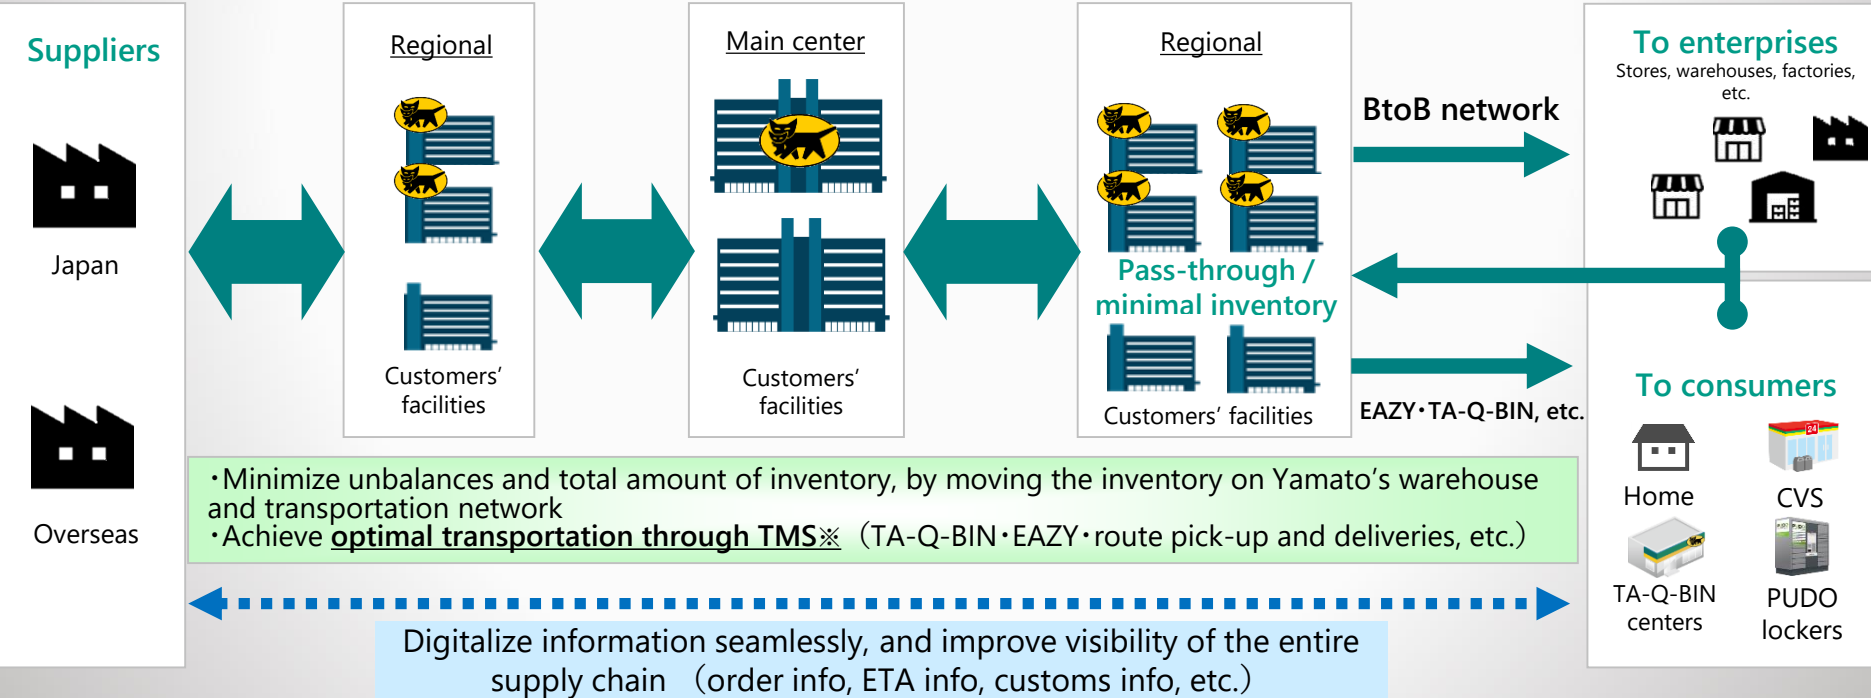 Suppliers
Japan
Overseas
Regional
Customers’
facilities
Main center
Customers’
facilities
Regional
Pass-through /
minimal inventory
Customers’ facilities
BtoB network
EAZY・TA-Q-BIN, etc.
To enterprises
Stores, warehouses, factories,
etc.
To consumers
24
Home
CVS
TA-Q-BIN
centers
PUDO
lockers
・Minimize unbalances and total amount of inventory, by moving the inventory on Yamato’s warehouse
and transportation network
・Achieve optimal transportation through TMS※ （TA-Q-BIN・EAZY・route pick-up and deliveries, etc.）
Digitalize information seamlessly, and improve visibility of the entire
supply chain （order info, ETA info, customs info, etc.）